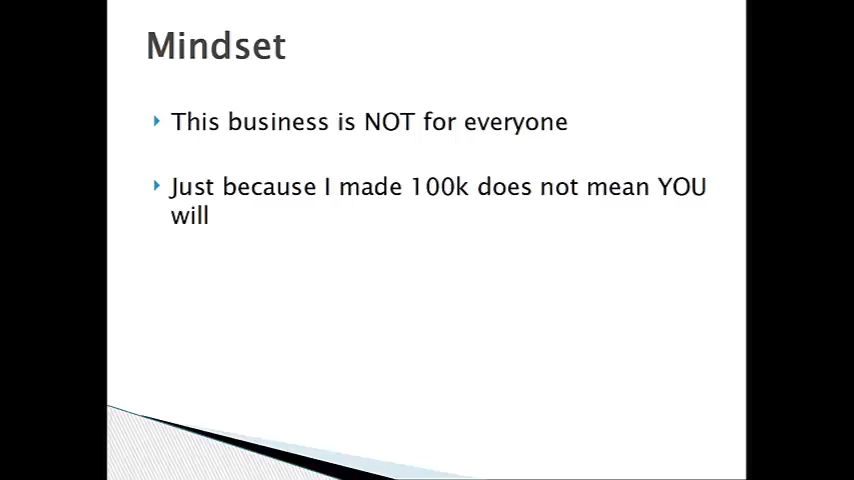 Mindset
This business is NOT for everyone
Just because I made 100k does not mean YOU
will